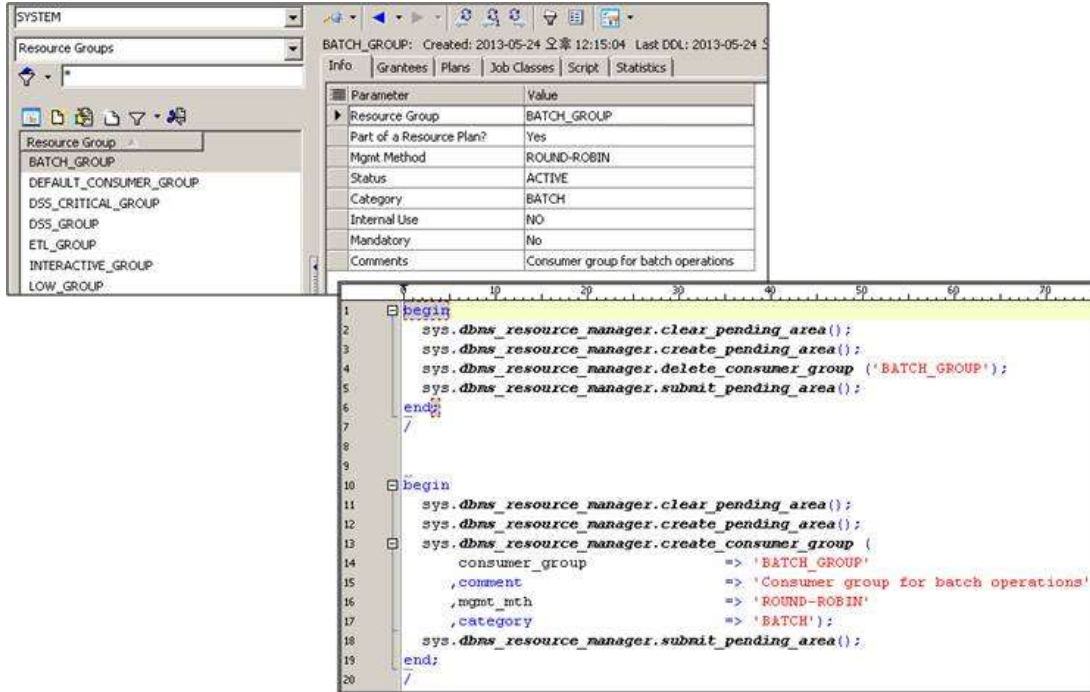 SYSTEM
Resource Groups
*
Resource Group
BATCH_GROUP
DEFAULT_CONSUMER_GROUP
DSS_CRITICAL_GROUP
DSS_GROUP
ETL_GROUP
INTERACTIVE_GROUP
LOW_GROUP
BATCH_GROUP: Created: 2013-05-24 오후 12:15:04 Last DDL: 2013-05-24
Info Grantees Plans Job Classes Script Statistics
Parameter Value
Resource Group BATCH_GROUP
Part of a Resource Plan? Yes
Mgmt Method ROUND-ROBIN
Status ACTIVE
Category BATCH
Internal Use NO
Mandatory No
Comments Consumer group for batch operations
10 20 30 40 50 60 70
1 begin
2 sys.dbms_resource_manager.clear_pending_area();
3 sys.dbms_resource_manager.create_pending_area();
4 sys.dbms_resource_manager.delete_consumer_group ('BATCH_GROUP');
5 sys.dbms_resource_manager.submit_pending_area();
6 end;
7 /
8
9
10 begin
11 sys.dbms_resource_manager.clear_pending_area();
12 sys.dbms_resource_manager.create_pending_area();
13 sys.dbms_resource_manager.create_consumer_group (
14 consumer_group => 'BATCH_GROUP'
15 ,comment => 'Consumer group for batch operations'
16 ,mgmt_mth => 'ROUND-ROBIN'
17 ,category => 'BATCH');
18 sys.dbms_resource_manager.submit_pending_area();
19 end;
20 /